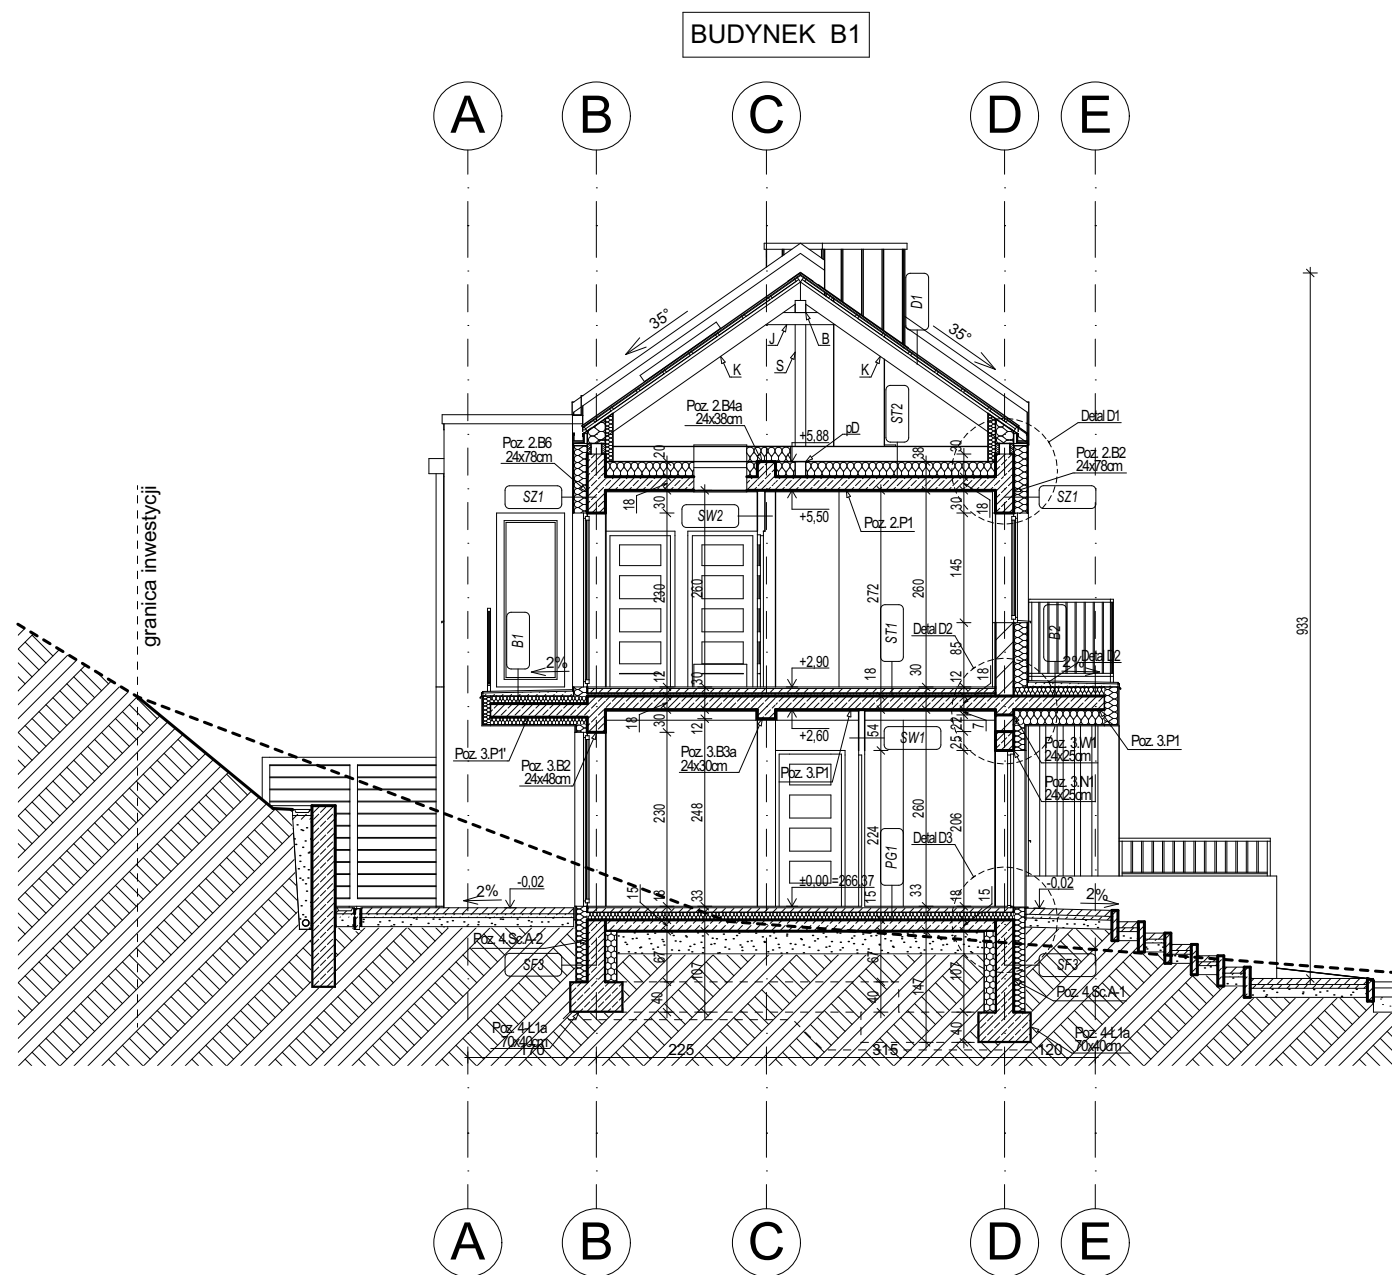 BUDYNEK B1
A
B
C
D
E
D1
35°
35°
J
B
S
K
K
933
Poz. 2.B4a
24x38cm
ST2
Detal D1
+5,88
pD
Poz. 2.B6
24x78cm
20
38
30
Poz. 2.B2
24x78cm
SZ1
SZ1
18
30
SW2
+5,50
Poz. 2.P1
30
18
granica inwestycji
145
230
260
272
260
B1
ST1
Detal D2
B2
85
2%
2%
Detal D2
12
30
+2,90
18
30
12
18
18
30
12
+2,60
54
SW1
22
7
25
Poz. 3.P1'
Poz. 3.B2
24x48cm
Poz. 3.B3a
24x30cm
Poz. 3.P1
Poz. 3.W1
24x25cm
Poz. 3.P1
Poz. 3.N1
24x25cm
230
248
224
260
206
PG1
Detal D3
-0,02
2%
15
18
33
±0,00 =266,37
15
33
18
15
-0,02
2%
Poz. 4.Sc.A-2
SF3
67
107
67
147
107
SF3
Poz. 4.Sc.A-1
40
40
40
Poz. 4-L1a
70x40cm
Poz. 4-L1a
70x40cm
170
225
315
120
A
B
C
D
E